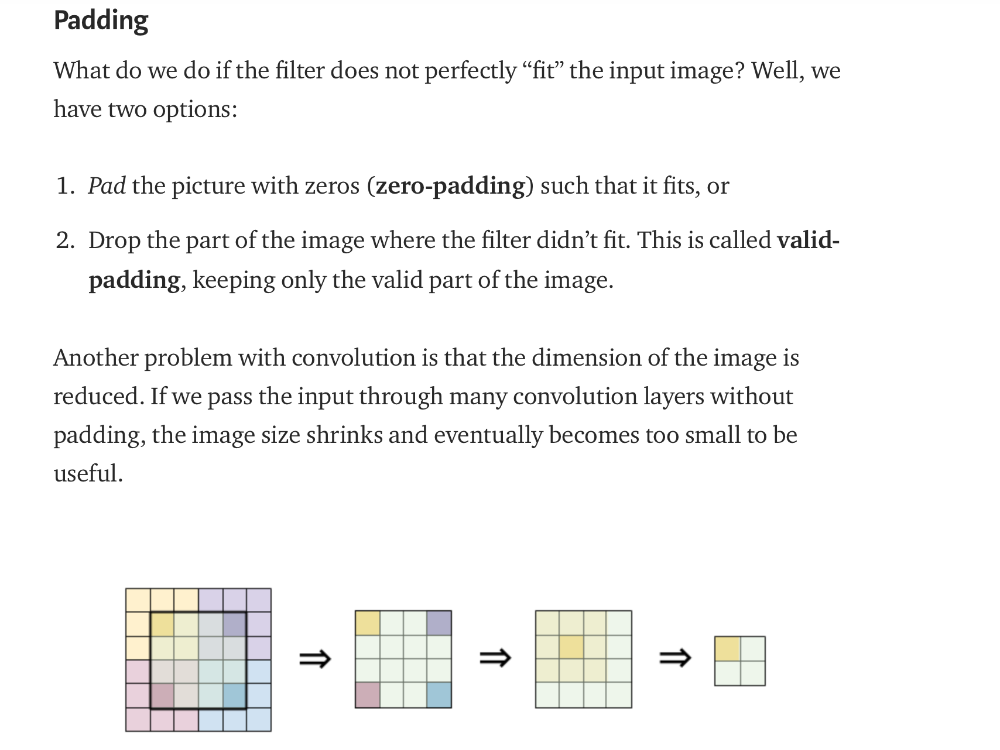 Padding
What do we do if the filter does not perfectly “fit” the input image? Well, we
have two options:
1. Pad the picture with zeros (zero-padding) such that it fits, or
2. Drop the part of the image where the filter didn’t fit. This is called valid-
padding, keeping only the valid part of the image.
Another problem with convolution is that the dimension of the image is
reduced. If we pass the input through many convolution layers without
padding, the image size shrinks and eventually becomes too small to be
useful.
⇒ ⇒ ⇒